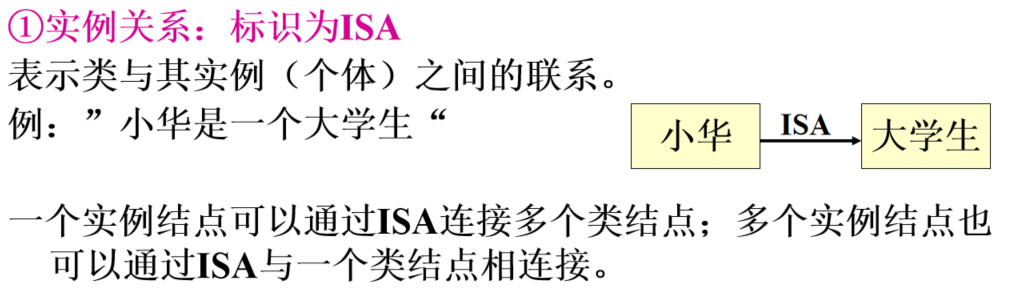 ①实例关系：标识为ISA
表示类与其实例（个体）之间的联系。
例：”小华是一个大学生“
小华 ISA 大学生
一个实例结点可以通过ISA连接多个类结点；多个实例结点也
可以通过ISA与一个类结点相连接。